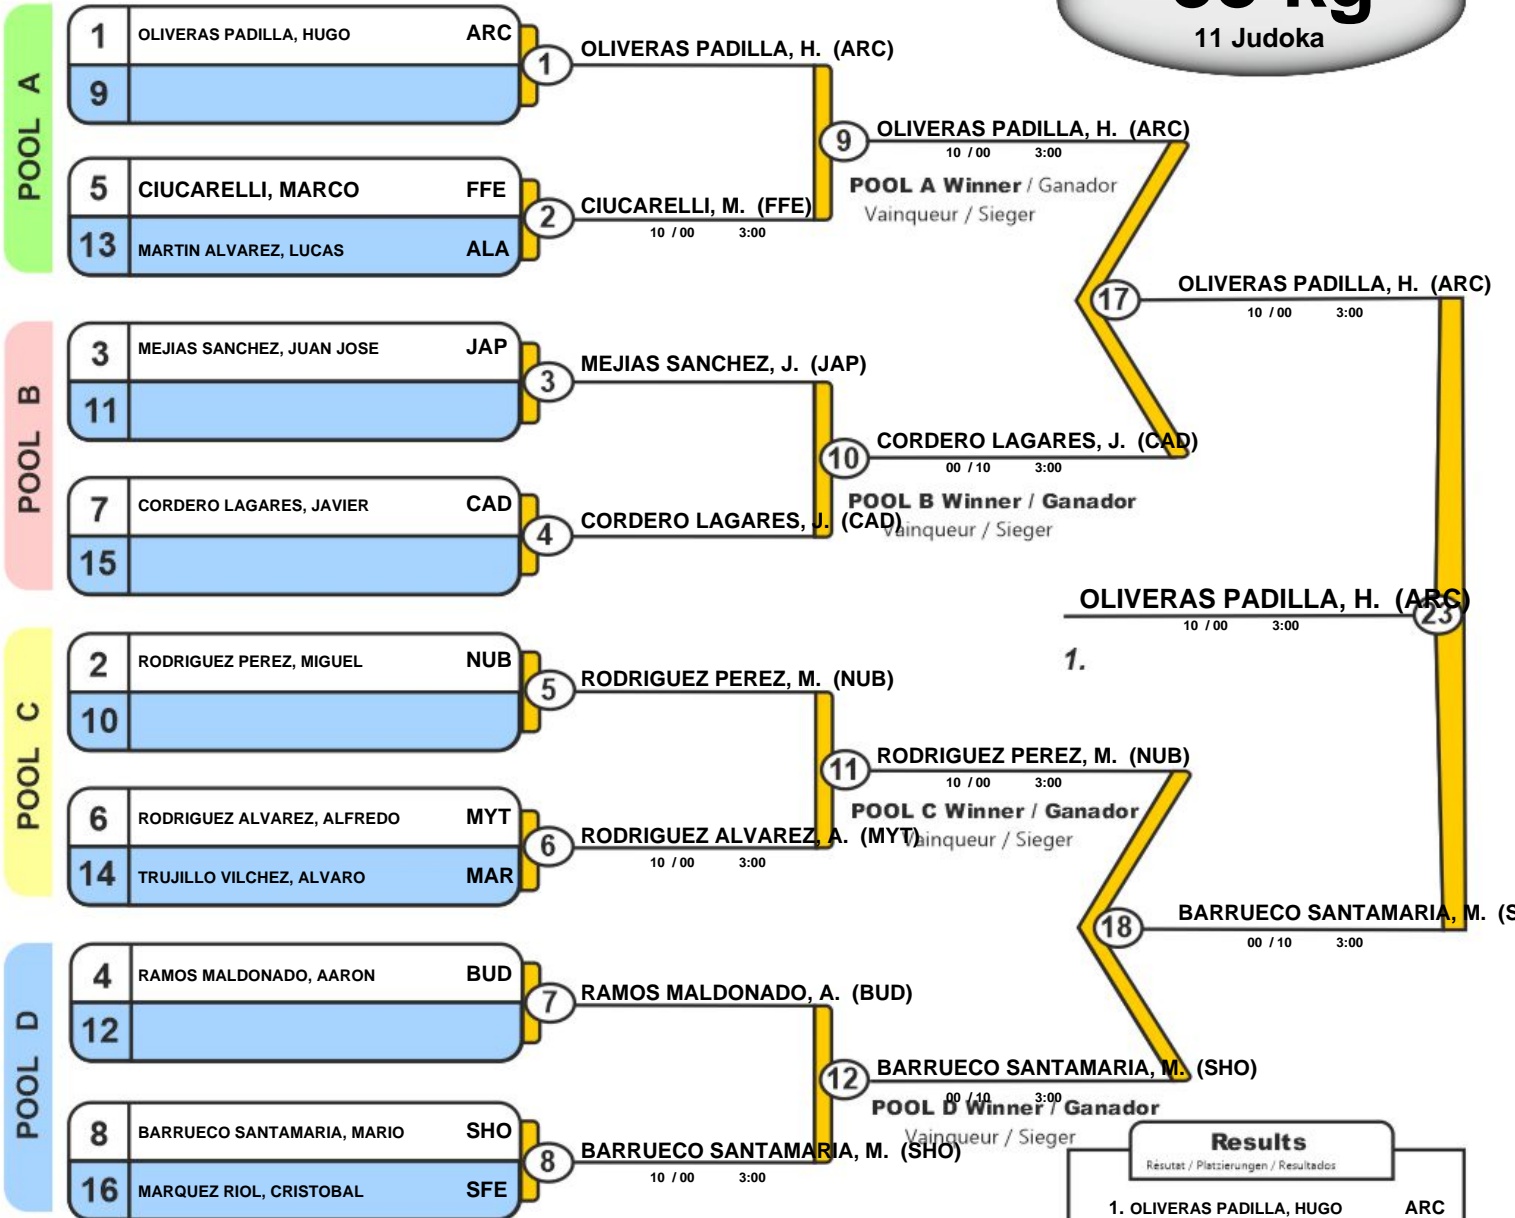 11 Judoka
POOL A
1 OLIVERAS PADILLA, HUGO ARC
9
5 CIUCARELLI, MARCO FFE
13 MARTIN ALVAREZ, LUCAS ALA
POOL B
3 MEJIAS SANCHEZ, JUAN JOSE JAP
11
7 CORDERO LAGARES, JAVIER CAD
15
POOL C
2 RODRIGUEZ PEREZ, MIGUEL NUB
10
6 RODRIGUEZ ALVAREZ, ALFREDO MYT
14 TRUJILLO VILCHEZ, ALVARO MAR
POOL D
4 RAMOS MALDONADO, AARON BUD
12
8 BARRUECO SANTAMARIA, MARIO SHO
16 MARQUEZ RIOL, CRISTOBAL SFE
1 OLIVERAS PADILLA, H. (ARC)
2 CIUCARELLI, M. (FFE)
10 / 00 3:00
3 MEJIAS SANCHEZ, J. (JAP)
4 CORDERO LAGARES, J. (CAD)
5 RODRIGUEZ PEREZ, M. (NUB)
6 RODRIGUEZ ALVAREZ, A. (MYT)
10 / 00 3:00
7 RAMOS MALDONADO, A. (BUD)
8 BARRUECO SANTAMARIA, M. (SHO)
10 / 00 3:00
9 OLIVERAS PADILLA, H. (ARC)
10 / 00 3:00
POOL A Winner / Ganador
Vainqueur / Sieger
10 CORDERO LAGARES, J. (CAD)
00 / 10 3:00
POOL B Winner / Ganador
Vainqueur / Sieger
11 RODRIGUEZ PEREZ, M. (NUB)
10 / 00 3:00
POOL C Winner / Ganador
Vainqueur / Sieger
12 BARRUECO SANTAMARIA, M. (SHO)
00 / 10 3:00
POOL D Winner / Ganador
Vainqueur / Sieger
17 OLIVERAS PADILLA, H. (ARC)
10 / 00 3:00
18 BARRUECO SANTAMARIA, M. (S
00 / 10 3:00
OLIVERAS PADILLA, H. (ARC) 23
10 / 00 3:00
1.
Results
Résutat / Platzierungen / Resultados
1. OLIVERAS PADILLA, HUGO ARC